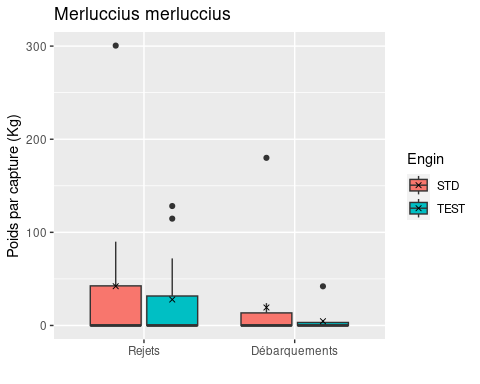 Merluccius merluccius
Poids par capture (Kg)
300
200
100
0
Rejets
Débarquements
Engin
STD
TEST